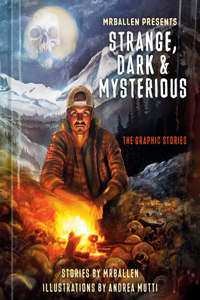 MRBALLEN PRESENTS
STRANGE,
DARK &
MYSTERIOUS
THE GRAPHIC STORIES
STORIES BY MRBALLEN
ILLUSTRATIONS BY ANDREA MUTTI